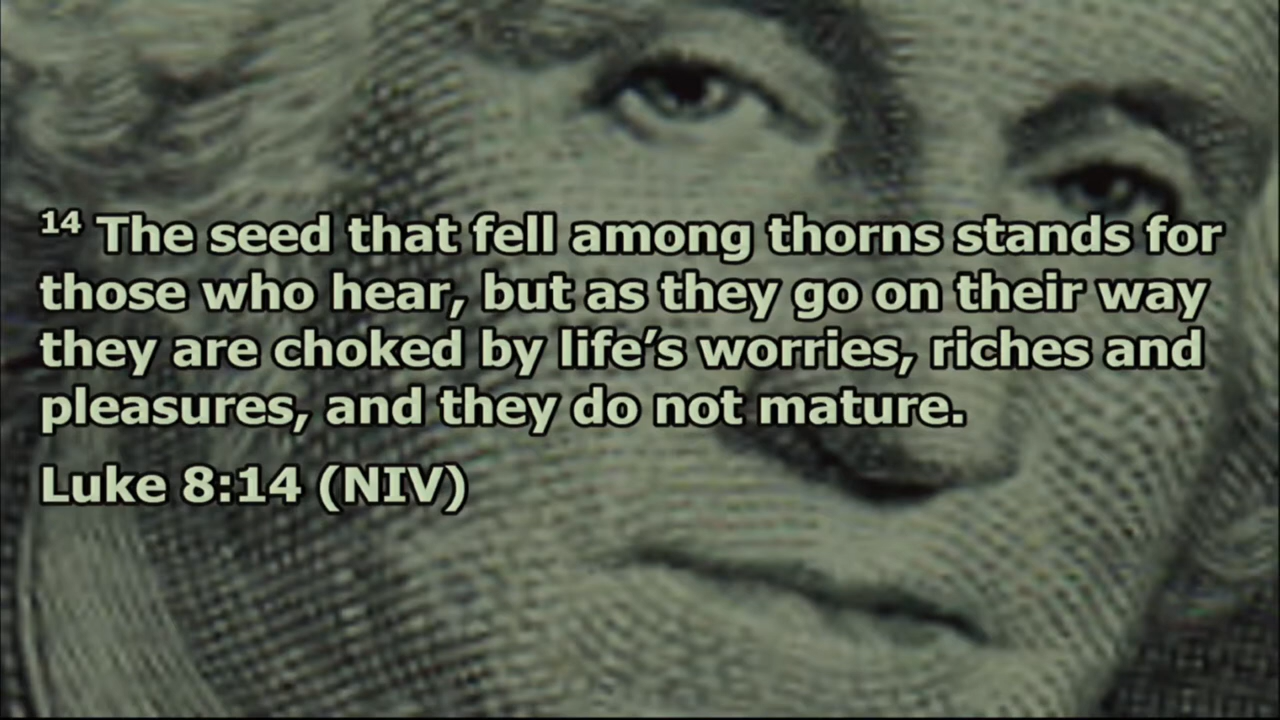 14 The seed that fell among thorns stands for
those who hear, but as they go on their way
they are choked by life’s worries, riches and
pleasures, and they do not mature.
Luke 8:14 (NIV)